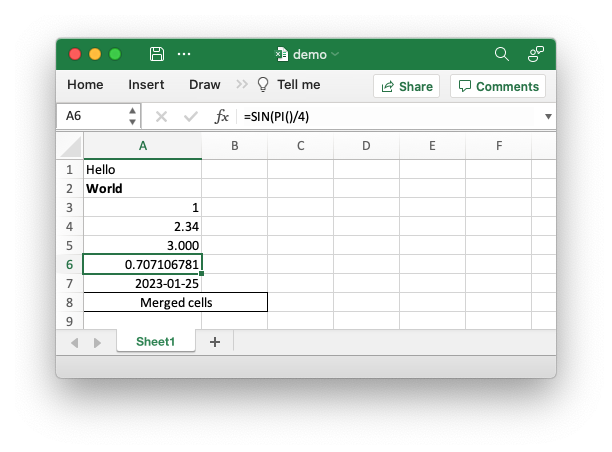 demo
Home Insert Draw Tell me Share Comments
A6 fx =SIN(PI()/4)
A B C D E F
1 Hello
2 World
3 1
4 2.34
5 3.000
6 0.707106781
7 2023-01-25
8 Merged cells
9
Sheet1 +